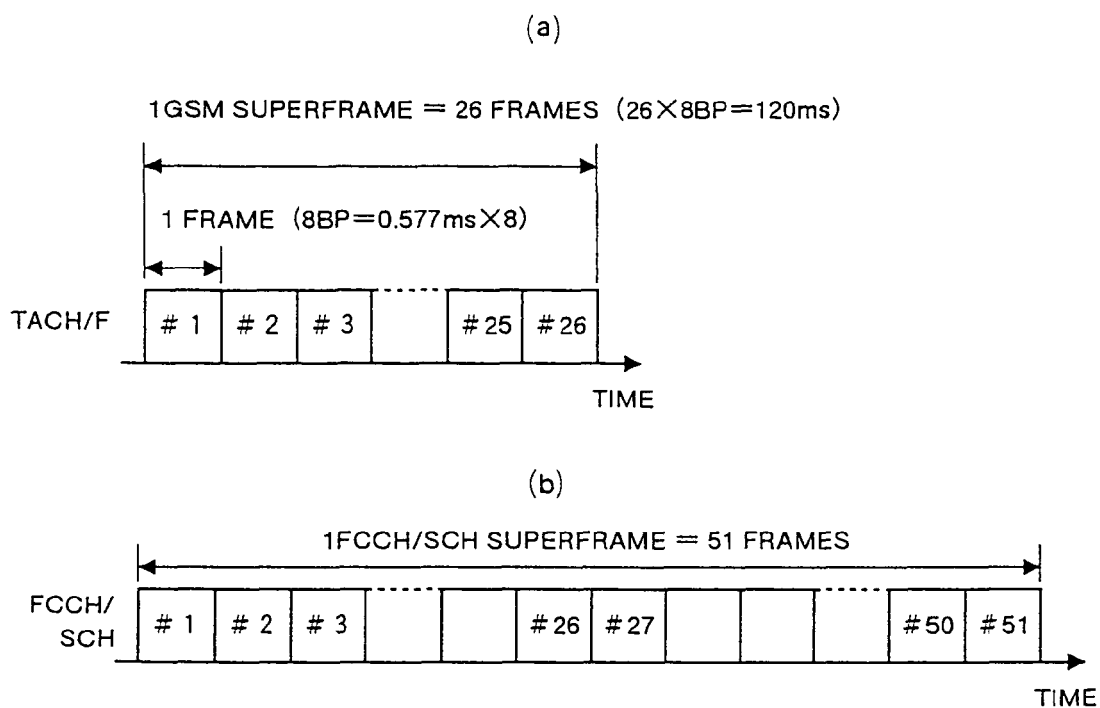 (a)
1GSM SUPERFRAME = 26 FRAMES (26×8BP=120ms)
1 FRAME (8BP=0.577ms×8)
TACH/F
# 1 # 2 # 3 #25 #26
TIME
(b)
1FCCH/SCH SUPERFRAME = 51 FRAMES
FCCH/
SCH
# 1 # 2 # 3 #26 #27 #50 #51
TIME